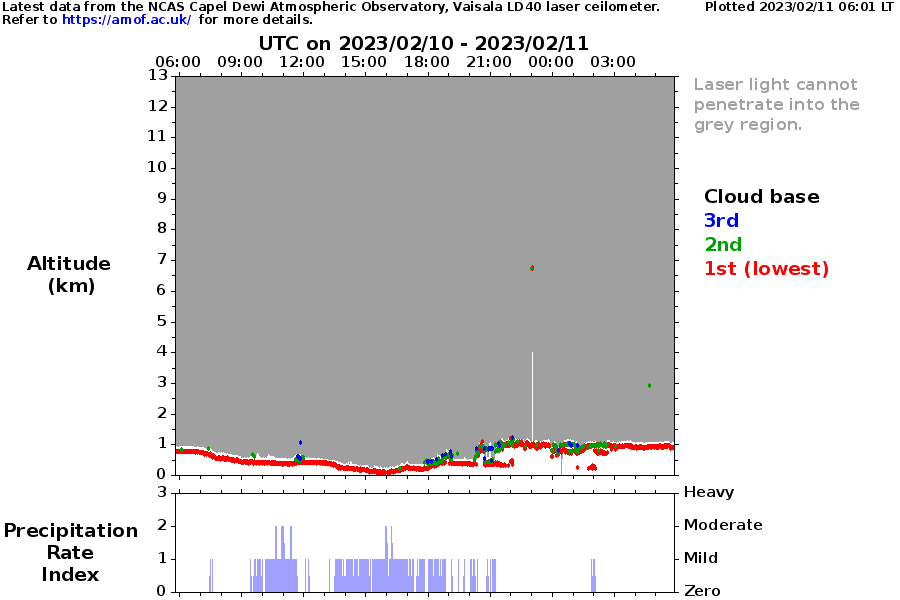 Latest data from the NCAS Capel Dewi Atmospheric Observatory, Vaisala LD40 laser ceilometer. Plotted 2023/02/11 06:01 LT
Refer to https://amof.ac.uk/ for more details.
UTC on 2023/02/10 - 2023/02/11
06:00 09:00 12:00 15:00 18:00 21:00 00:00 03:00
13
12
11
10
9
8
7
6
5
4
3
2
1
0
Altitude
(km)
Laser light cannot
penetrate into the
grey region.
Cloud base
3rd
2nd
1st (lowest)
3
2
1
0
Precipitation
Rate
Index
Heavy
Moderate
Mild
Zero